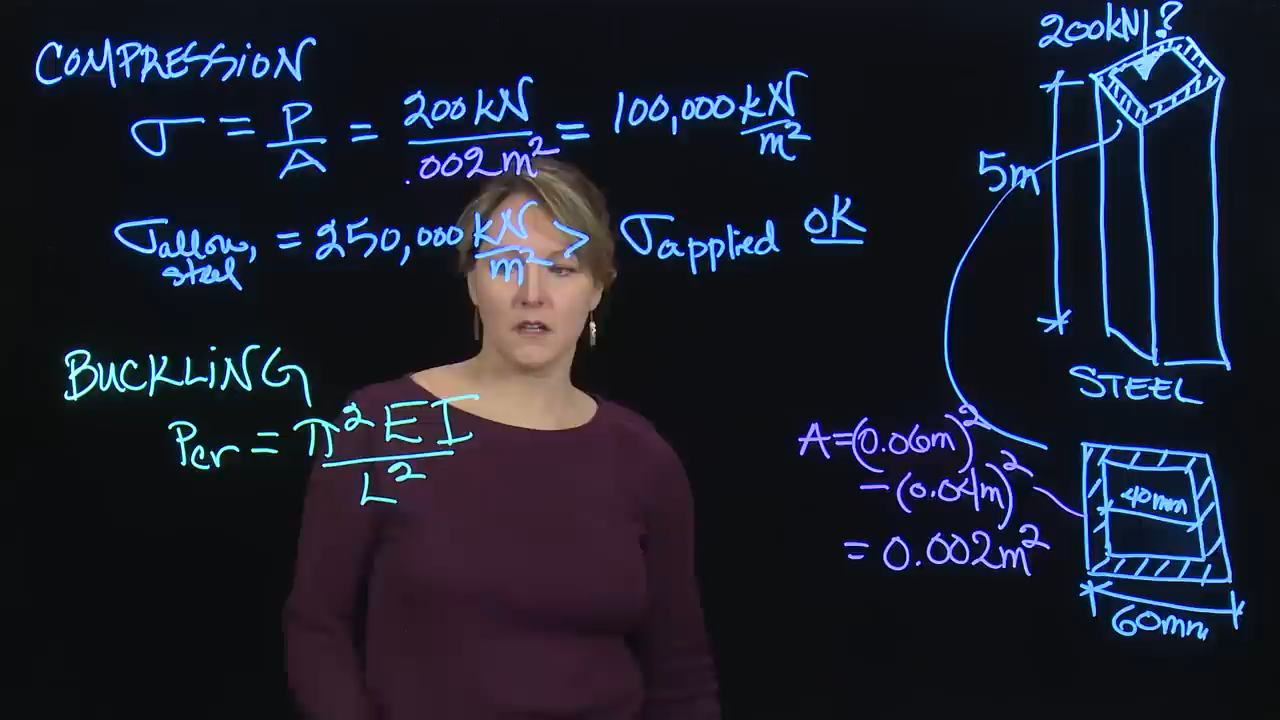 COMPRESSION
σ = P/A = 200kN/.002m² = 100,000 kN/m²
σallow, steel = 250,000 kN/m² > σapplied OK
BUCKLING
Pcr = π²EI/L²
200kN?
5m
STEEL
A=(0.06m)²
-(0.04m)²
= 0.002m²
40mm
60mm